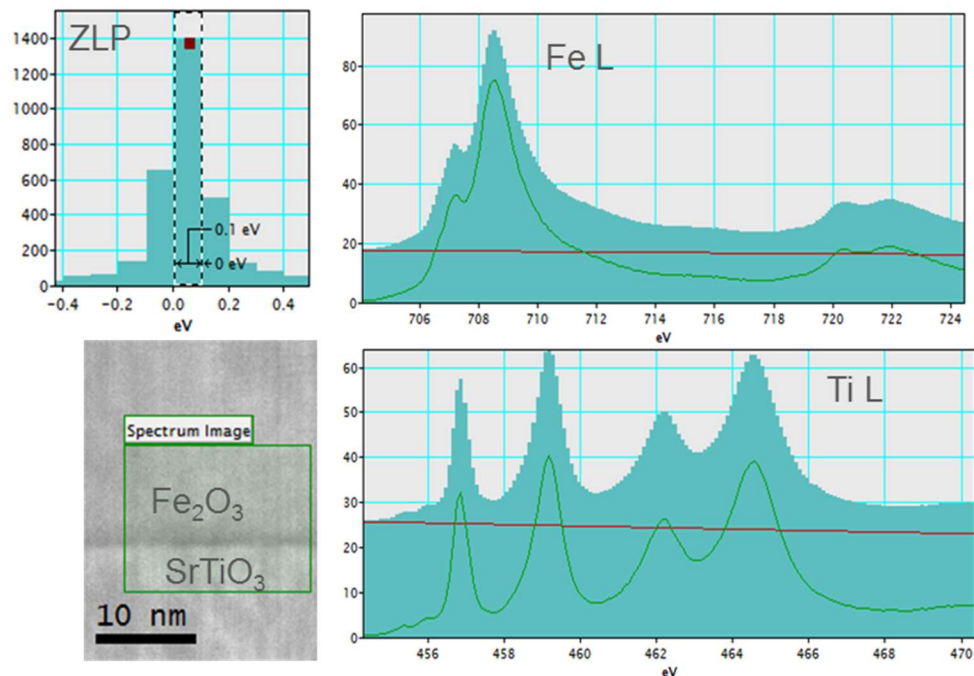 ZLP
1400
1200
1000
800
600
400
200
0
0.1 eV
0 eV
-0.4 -0.2 0.0 0.2 0.4
eV
Fe L
80
60
40
20
0
706 708 710 712 714 716 718 720 722 724
eV
Spectrum Image
Fe₂O₃
SrTiO₃
10 nm
Ti L
60
50
40
30
20
10
0
456 458 460 462 464 466 468 470
eV